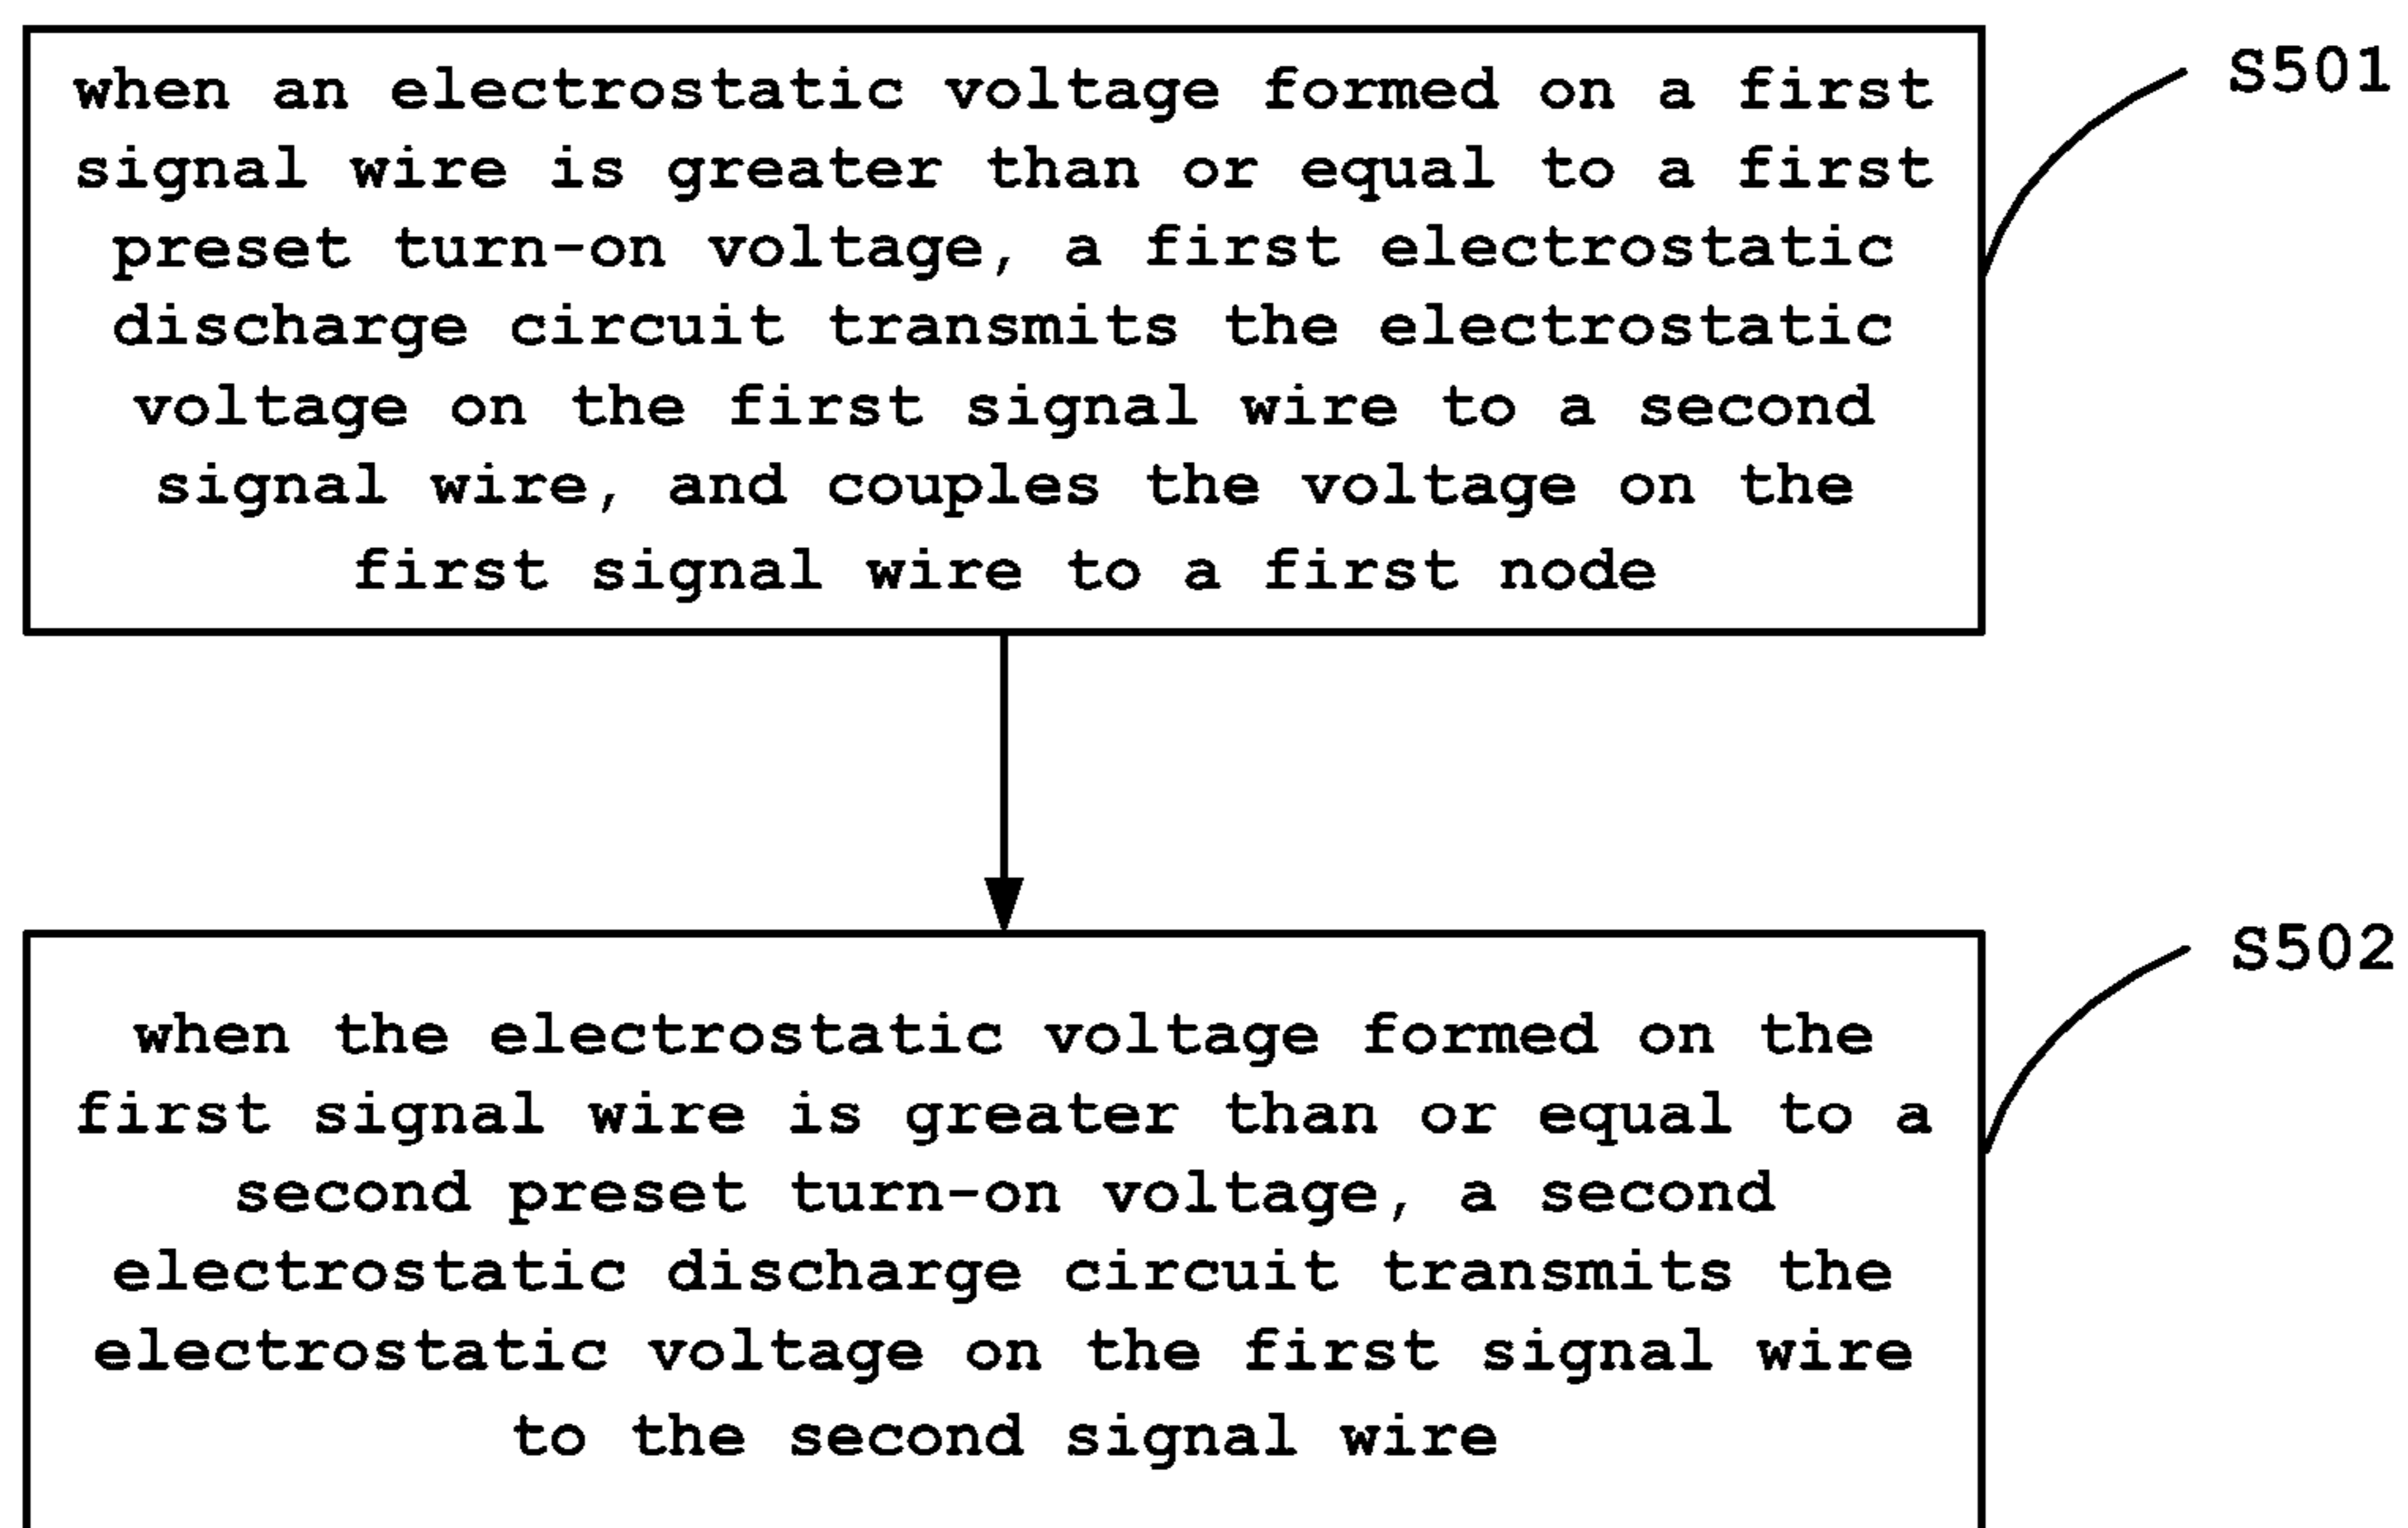 when an electrostatic voltage formed on a first
signal wire is greater than or equal to a first
preset turn-on voltage, a first electrostatic
discharge circuit transmits the electrostatic
voltage on the first signal wire to a second
signal wire, and couples the voltage on the
first signal wire to a first node
S501
when the electrostatic voltage formed on the
first signal wire is greater than or equal to a
second preset turn-on voltage, a second
electrostatic discharge circuit transmits the
electrostatic voltage on the first signal wire
to the second signal wire
S502